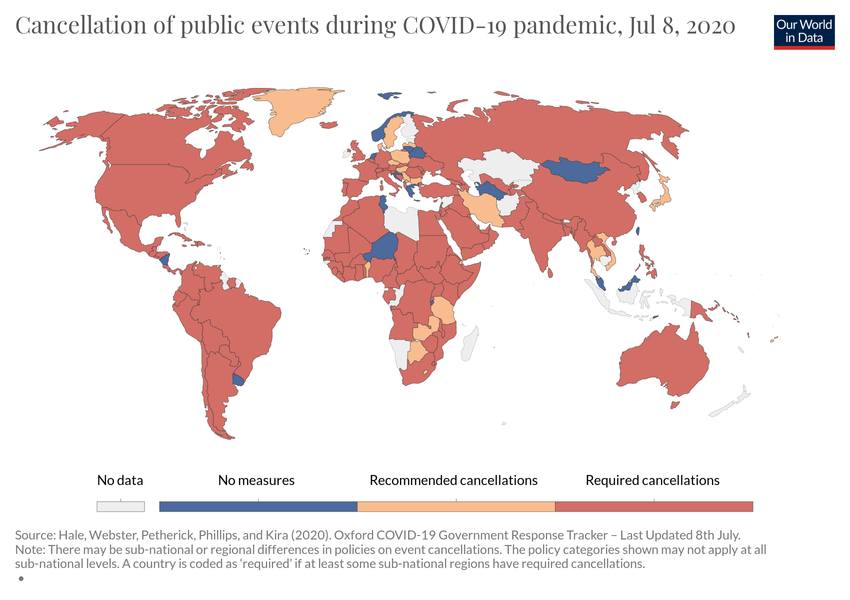 Cancellation of public events during COVID-19 pandemic, Jul 8, 2020
Our World
in Data
No data
No measures
Recommended cancellations
Required cancellations
Source: Hale, Webster, Petherick, Phillips, and Kira (2020). Oxford COVID-19 Government Response Tracker – Last Updated 8th July.
Note: There may be sub-national or regional differences in policies on event cancellations. The policy categories shown may not apply at all
sub-national levels. A country is coded as 'required' if at least some sub-national regions have required cancellations.